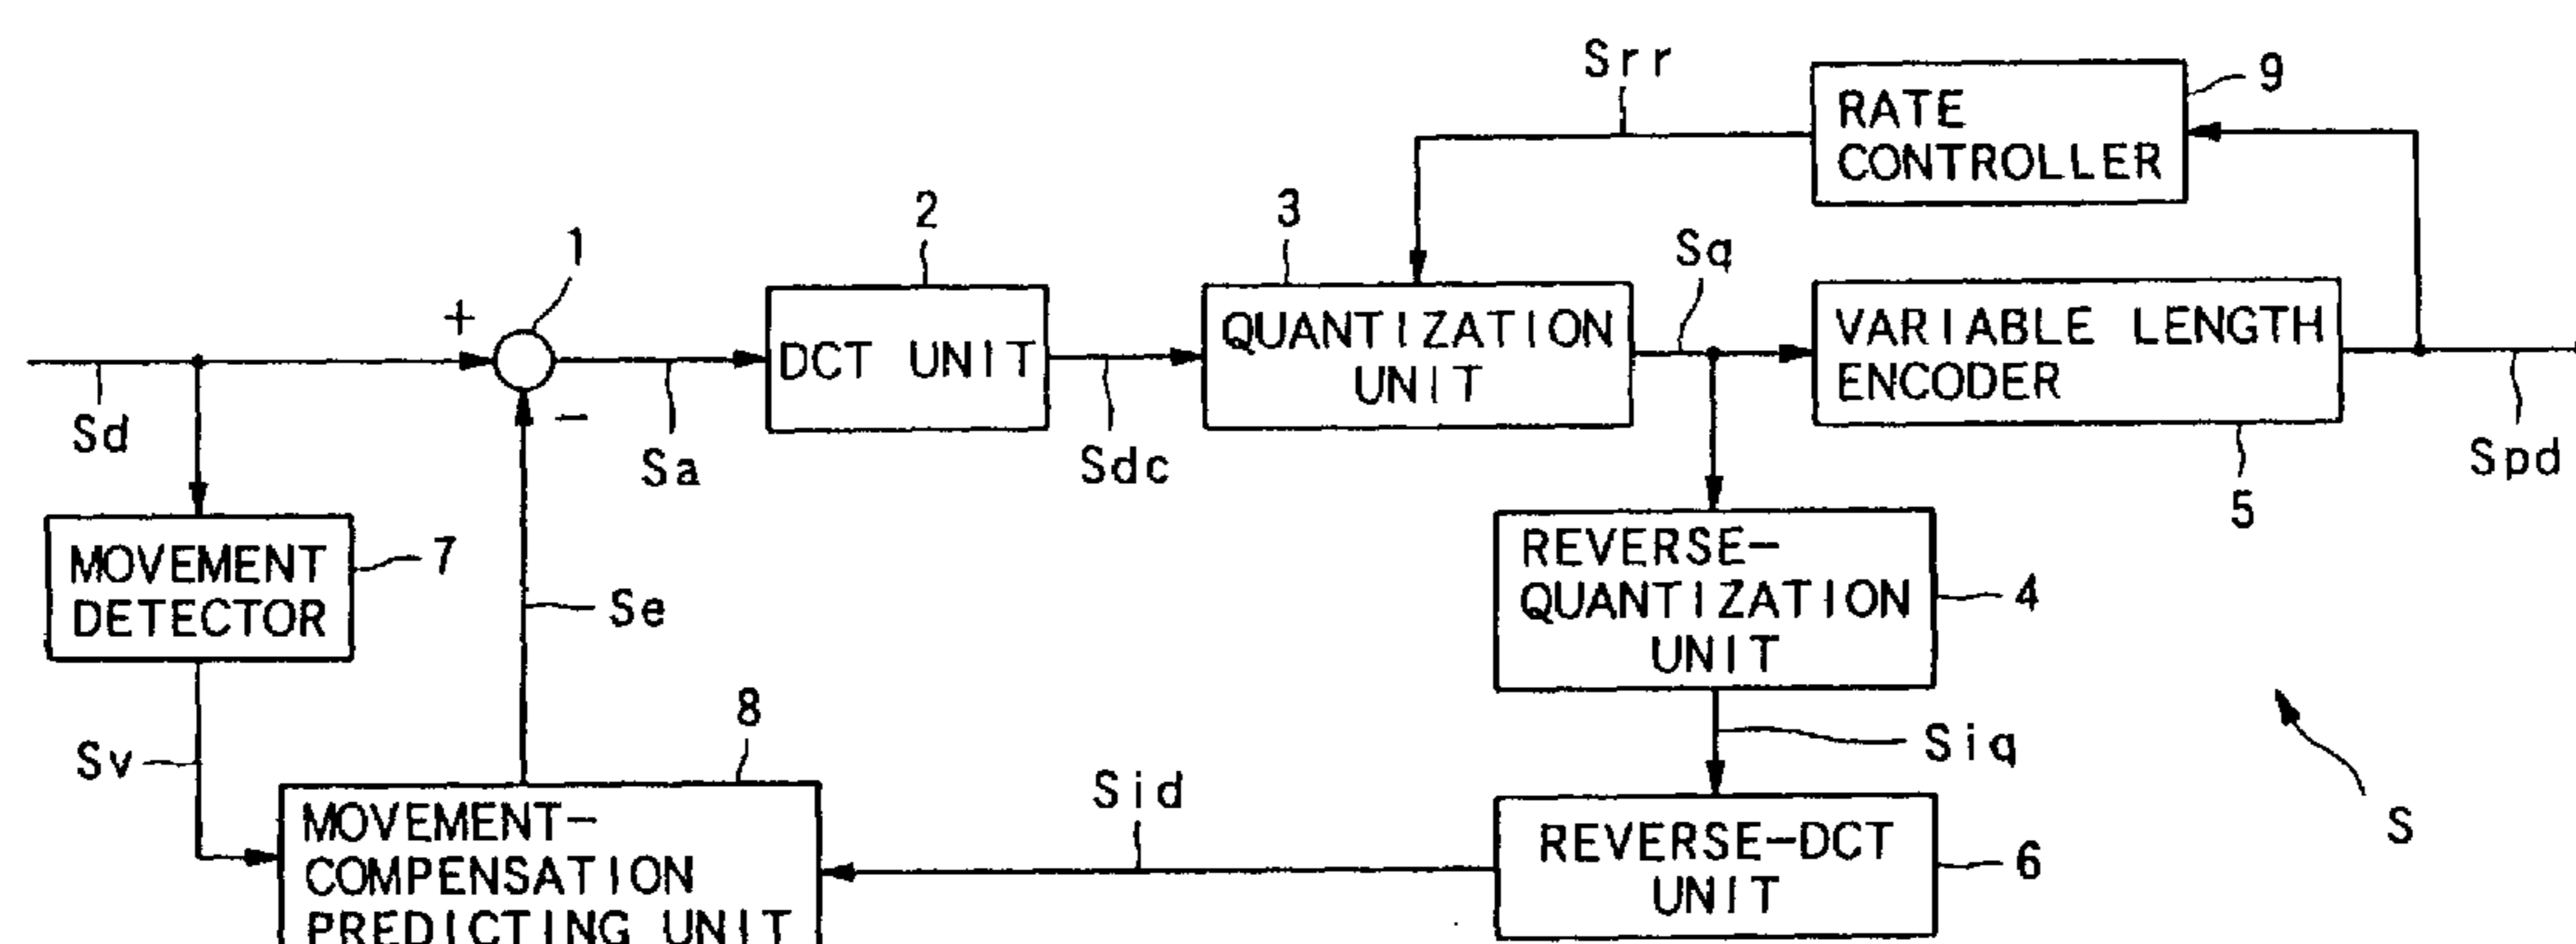 Srr
RATE
CONTROLLER
9
2
3
Sq
1
+
DCT UNIT
QUANTIZATION
UNIT
VARIABLE LENGTH
ENCODER
Sd
−
Sa
Sdc
Spd
5
MOVEMENT
DETECTOR
7
Se
REVERSE-
QUANTIZATION
UNIT
4
Sv
8
Siq
S
MOVEMENT-
COMPENSATION
PREDICTING UNIT
Sid
REVERSE-DCT
UNIT
6